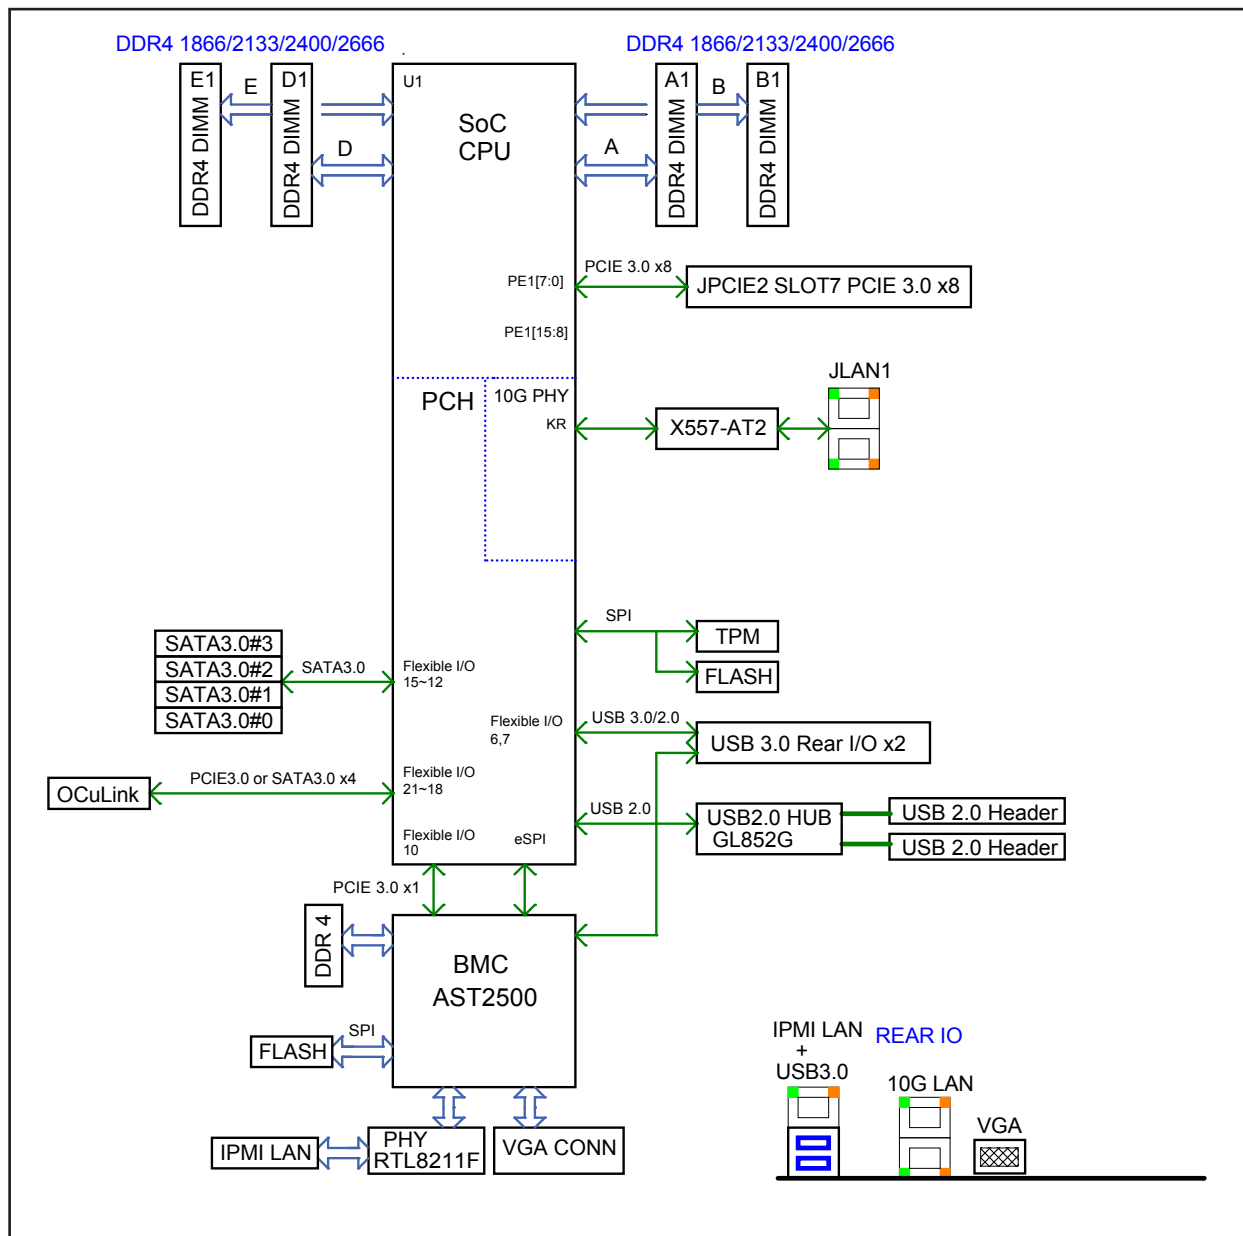 DDR4 1866/2133/2400/2666
DDR4 1866/2133/2400/2666
DDR4 DIMM E1
E
DDR4 DIMM D1
D
U1
SoC
CPU
DDR4 DIMM A1
A
B
DDR4 DIMM B1
PE1[7:0]
PCIE 3.0 x8
JPCIE2 SLOT7 PCIE 3.0 x8
PE1[15:8]
JLAN1
PCH
10G PHY
KR
X557-AT2
SPI
TPM
FLASH
SATA3.0#3
SATA3.0#2
SATA3.0#1
SATA3.0#0
SATA3.0
Flexible I/O
15~12
Flexible I/O
6,7
USB 3.0/2.0
USB 3.0 Rear I/O x2
OCuLink
PCIE3.0 or SATA3.0 x4
Flexible I/O
21~18
USB 2.0
USB2.0 HUB
GL852G
USB 2.0 Header
USB 2.0 Header
Flexible I/O
10
eSPI
PCIE 3.0 x1
DDR 4
BMC
AST2500
SPI
FLASH
IPMI LAN
PHY
RTL8211F
VGA CONN
IPMI LAN
+
USB3.0
REAR IO
10G LAN
VGA